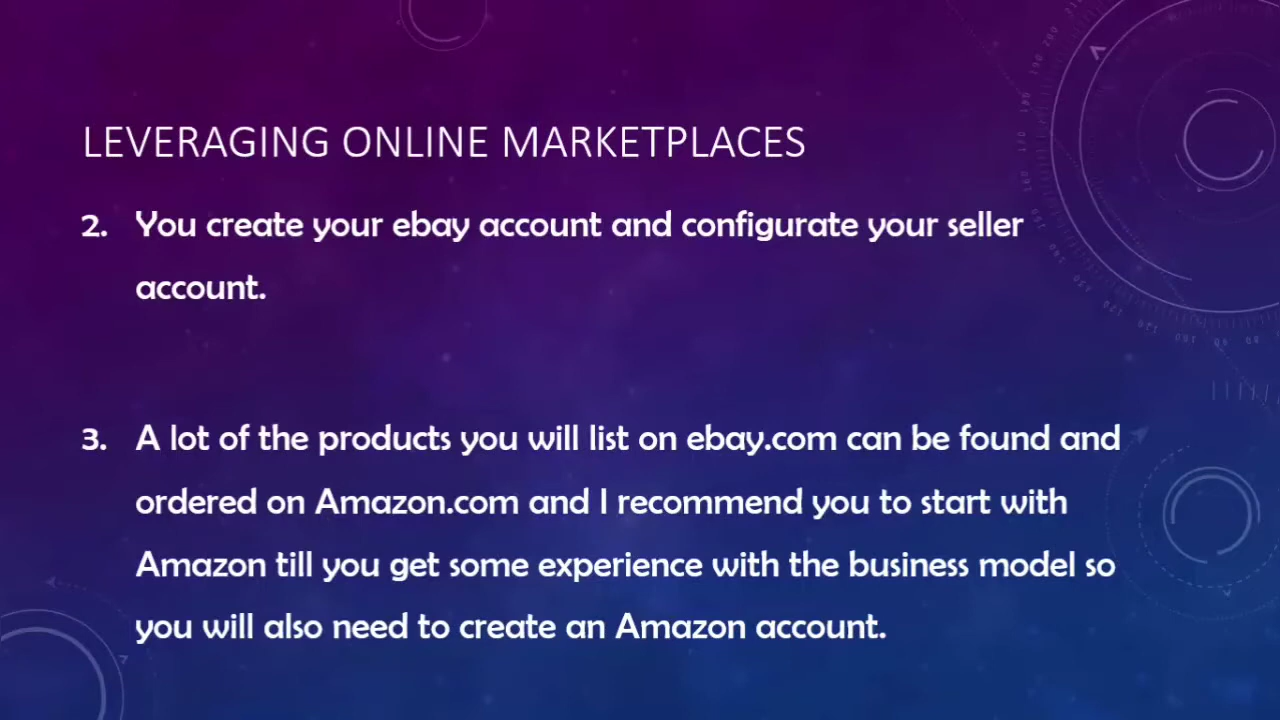 LEVERAGING ONLINE MARKETPLACES
2. You create your ebay account and configurate your seller
account.
3. A lot of the products you will list on ebay.com can be found and
ordered on Amazon.com and I recommend you to start with
Amazon till you get some experience with the business model so
you will also need to create an Amazon account.